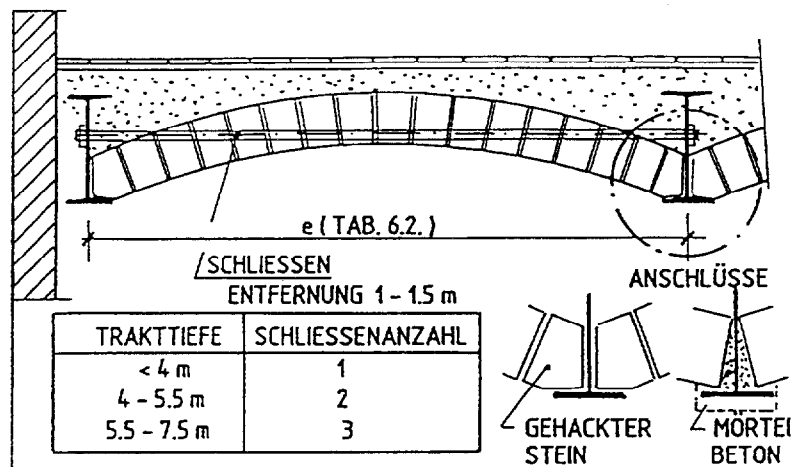 e ( TAB. 6.2. )
/SCHLIESSEN
ENTFERNUNG 1 - 1.5 m
ANSCHLÜSSE
TRAKTTIEFE SCHLIESSENANZAHL
< 4 m 1
4 - 5.5 m 2
5.5 - 7.5 m 3
GEHACKTER
STEIN
MÖRTEL
BETON